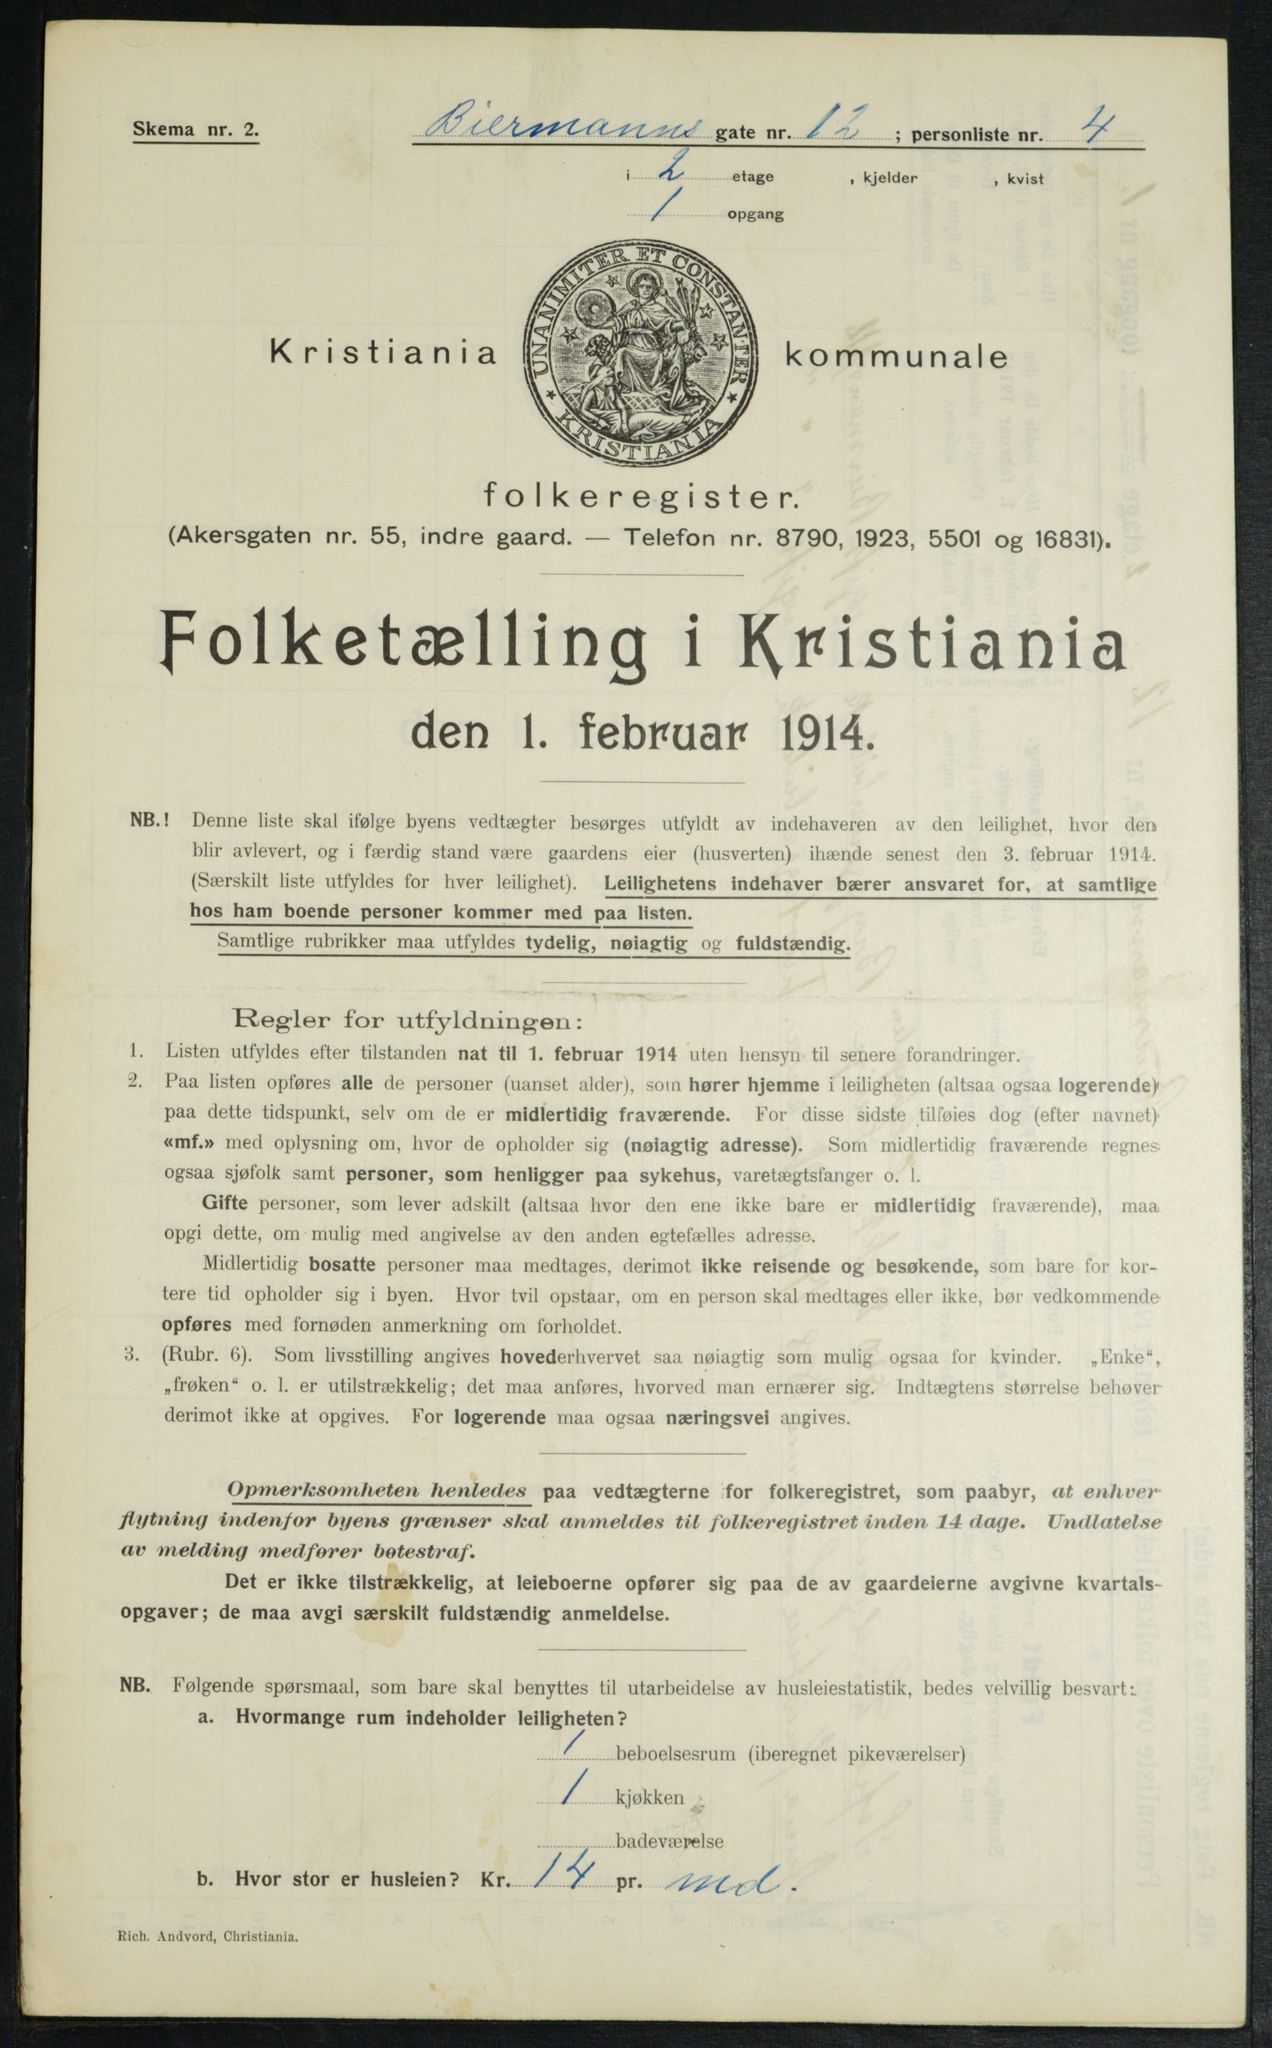 Skema nr. 2.
Biermanns gate nr. 12 ; personliste nr. 4
i 2 etage , kjelder , kvist
1 opgang
UNANIMITER ET CONSTANTER
KRISTIANIA
Kristiania kommunale
folkeregister.
(Akersgaten nr. 55, indre gaard. — Telefon nr. 8790, 1923, 5501 og 16831).
Folketælling i Kristiania
den 1. februar 1914.
NB.! Denne liste skal ifølge byens vedtægter besørges utfyldt av indehaveren av den leilighet, hvor den
blir avlevert, og i færdig stand være gaardens eier (husverten) ihænde senest den 3. februar 1914.
(Særskilt liste utfyldes for hver leilighet). Leilighetens indehaver bærer ansvaret for, at samtlige
hos ham boende personer kommer med paa listen.
Samtlige rubrikker maa utfyldes tydelig, nøiagtig og fuldstændig.
Regler for utfyldningen:
1. Listen utfyldes efter tilstanden nat til 1. februar 1914 uten hensyn til senere forandringer.
2. Paa listen opføres alle de personer (uanset alder), som hører hjemme i leiligheten (altsaa ogsaa logerende)
paa dette tidspunkt, selv om de er midlertidig fraværende. For disse sidste tilføies dog (efter navnet)
«mf.» med oplysning om, hvor de opholder sig (nøiagtig adresse). Som midlertidig fraværende regnes
ogsaa sjøfolk samt personer, som henligger paa sykehus, varetægtsfanger o. l.
Gifte personer, som lever adskilt (altsaa hvor den ene ikke bare er midlertidig fraværende), maa
opgi dette, om mulig med angivelse av den anden egtefælles adresse.
Midlertidig bosatte personer maa medtages, derimot ikke reisende og besøkende, som bare for kor-
tere tid opholder sig i byen. Hvor tvil opstaar, om en person skal medtages eller ikke, bør vedkommende
opføres med fornøden anmerkning om forholdet.
3. (Rubr. 6). Som livsstilling angives hovederhvervet saa nøiagtig som mulig ogsaa for kvinder. „Enke“,
„frøken“ o. l. er utilstrækkelig; det maa anføres, hvorved man ernærer sig. Indtægtens størrelse behøver
derimot ikke at opgives. For logerende maa ogsaa næringsvei angives.
Opmerksomheten henledes paa vedtægterne for folkeregistret, som paabyr, at enhver
flytning indenfor byens grænser skal anmeldes til folkeregistret inden 14 dage. Undlatelse
av melding medfører bøtestraf.
Det er ikke tilstrækkelig, at leieboerne opfører sig paa de av gaardeierne avgivne kvartals-
opgaver; de maa avgi særskilt fuldstændig anmeldelse.
NB. Følgende spørsmaal, som bare skal benyttes til utarbeidelse av husleiestatistik, bedes velvillig besvart:
a. Hvormange rum indeholder leiligheten?
1 beboelsesrum (iberegnet pikeværelser)
1 kjøkken
badeværelse
b. Hvor stor er husleien? Kr. 14 pr. md.
Rich. Andvord, Christiania.